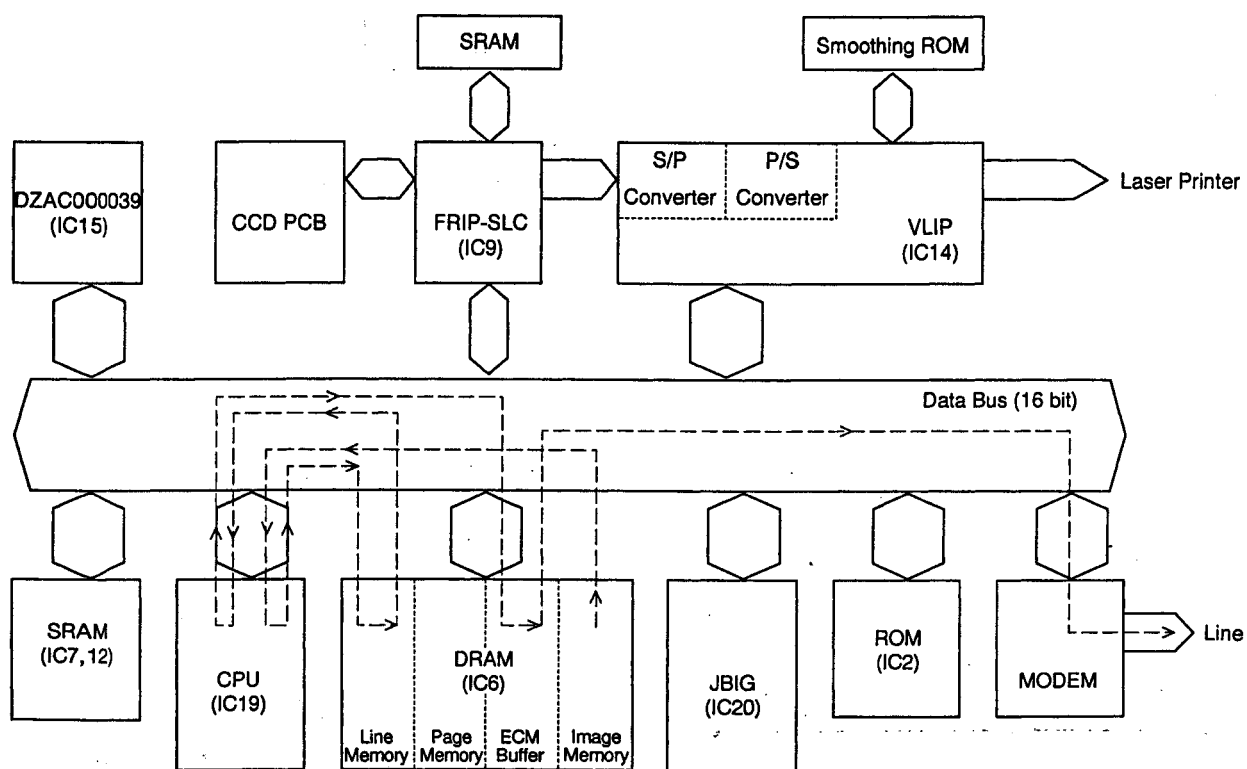 SRAM
Smoothing ROM
DZAC000039
(IC15)
CCD PCB
FRIP-SLC
(IC9)
S/P
Converter
P/S
Converter
VLIP
(IC14)
Laser Printer
Data Bus (16 bit)
SRAM
(IC7, 12)
CPU
(IC19)
DRAM
(IC6)
Line
Memory
Page
Memory
ECM
Buffer
Image
Memory
JBIG
(IC20)
ROM
(IC2)
MODEM
Line